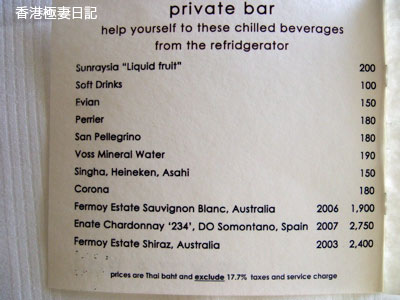 香港極妻日記
private bar
help yourself to these chilled beverages
from the refridgerator
Sunraysia "Liquid fruit" 200
Soft Drinks 100
Evian 150
Perrier 180
San Pellegrino 180
Voss Mineral Water 190
Singha, Heineken, Asahi 150
Corona 180
Fermoy Estate Sauvignon Blanc, Australia 2006 1,900
Enate Chardonnay '234', DO Somontano, Spain 2007 2,750
Fermoy Estate Shiraz, Australia 2003 2,400
prices are Thai baht and exclude 17.7% taxes and service charge